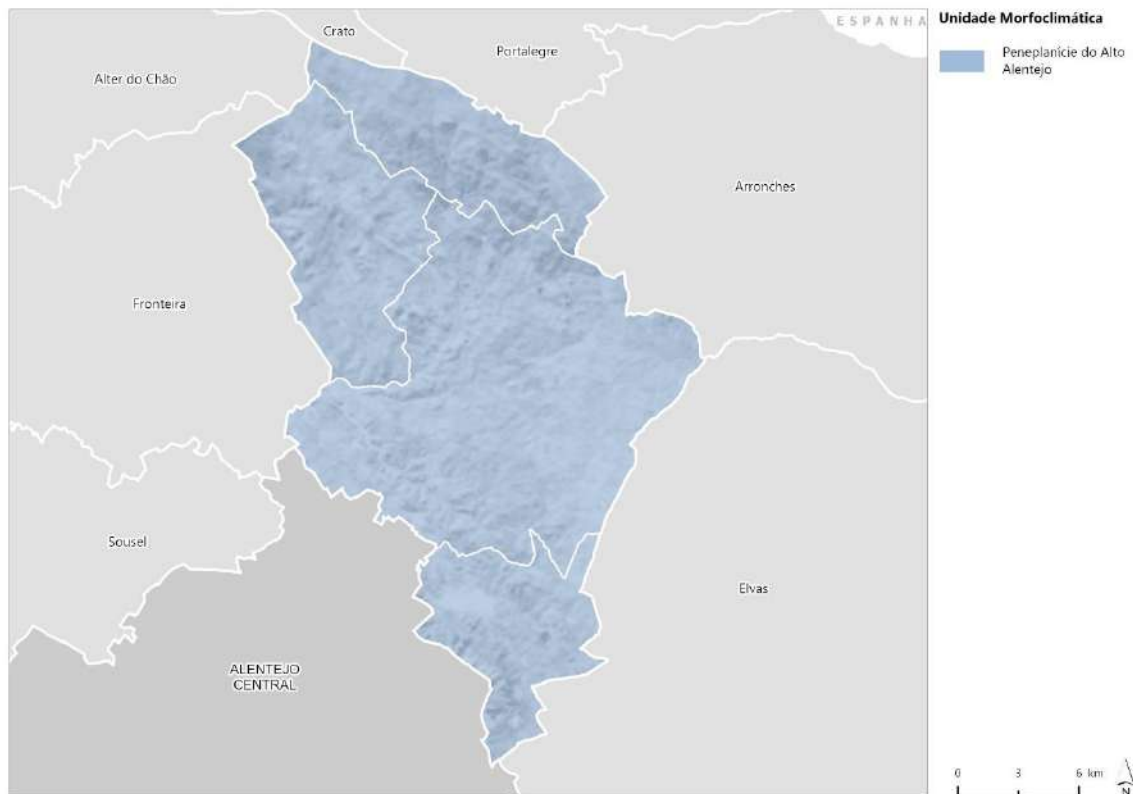 Unidade Morfoclimática
Peneplanície do Alto
Alentejo
ESPANHA
Crato
Portalegre
Alter do Chão
Arronches
Fronteira
Sousel
Elvas
ALENTEJO
CENTRAL
0 3 6 km
N